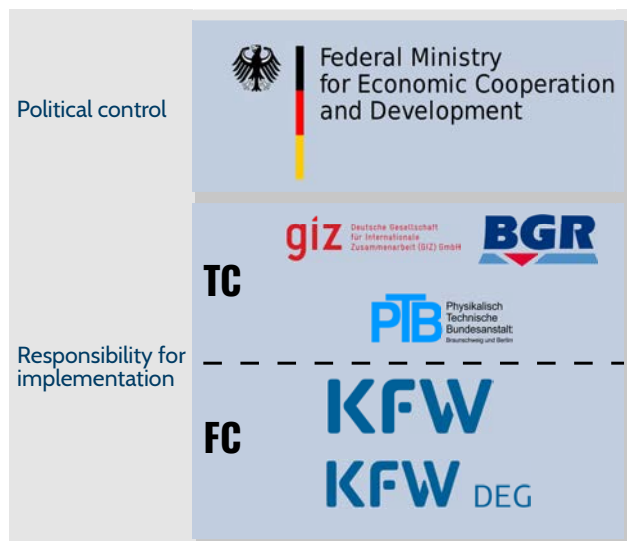 Political control
Federal Ministry
for Economic Cooperation
and Development
TC
giz
Deutsche Gesellschaft
für Internationale
Zusammenarbeit (GIZ) GmbH
BGR
PTB
Physikalisch
Technische
Bundesanstalt
Braunschweig und Berlin
Responsibility for
implementation
FC
KFW
KFW DEG